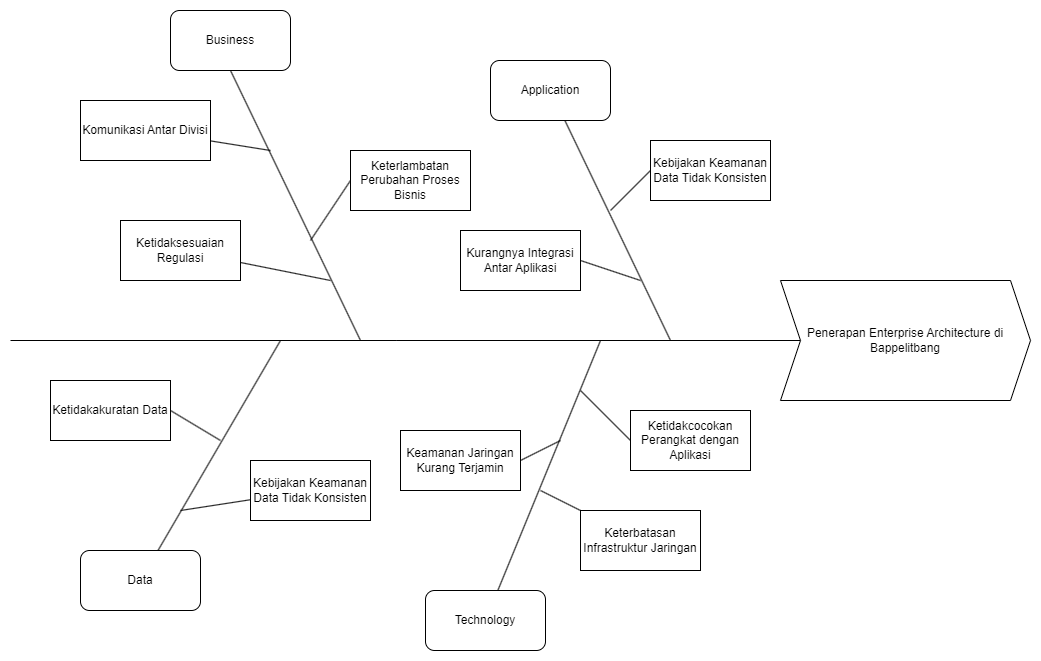 Business
Application
Komunikasi Antar Divisi
Keterlambatan
Perubahan Proses
Bisnis
Kebijakan Keamanan
Data Tidak Konsisten
Ketidaksesuaian
Regulasi
Kurangnya Integrasi
Antar Aplikasi
Penerapan Enterprise Architecture di
Bappelitbang
Ketidakakuratan Data
Ketidakcocokan
Perangkat dengan
Aplikasi
Keamanan Jaringan
Kurang Terjamin
Kebijakan Keamanan
Data Tidak Konsisten
Keterbatasan
Infrastruktur Jaringan
Data
Technology